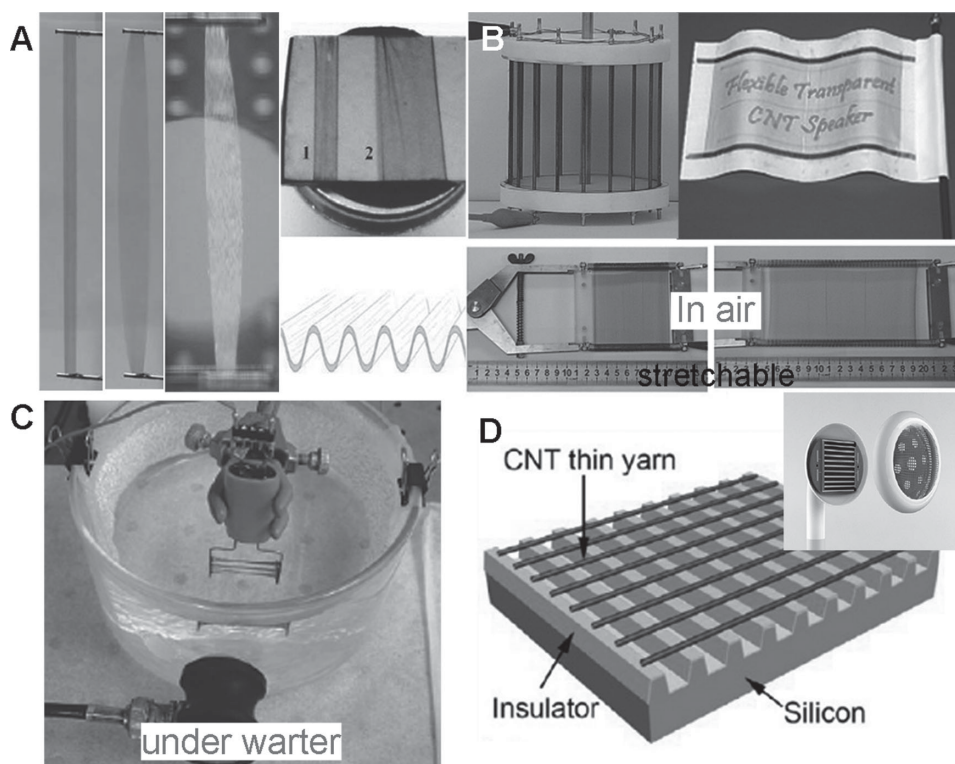 A
1
2
B
Flexible Transparent
CNT Speaker
In air
stretchable
C
under warter
D
CNT thin yarn
Insulator
Silicon